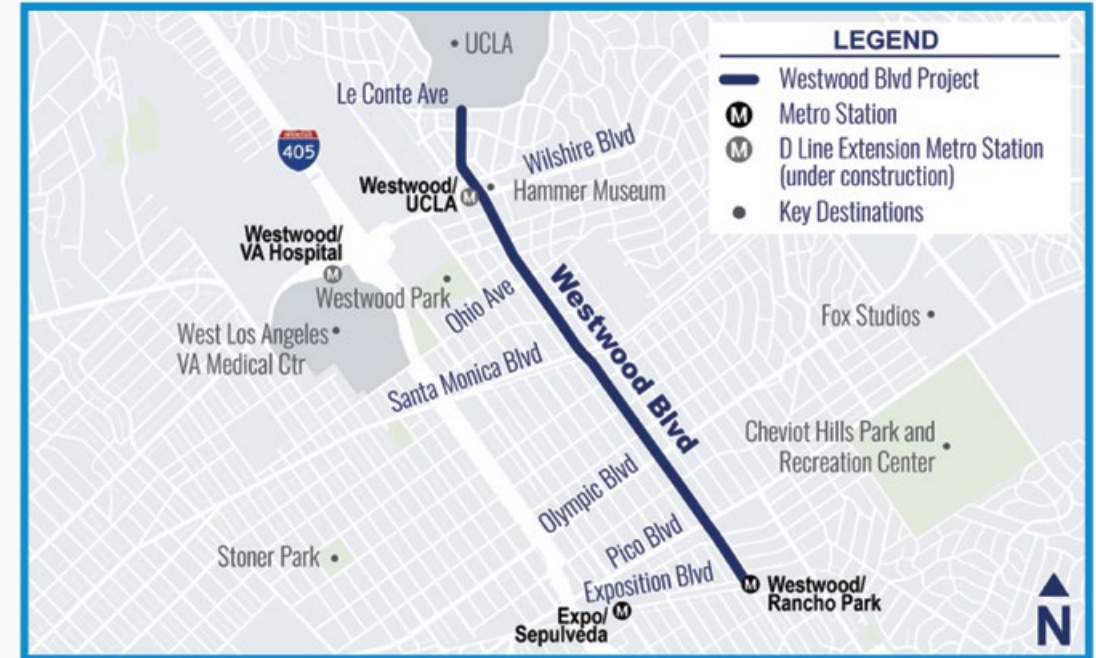 UCLA
Le Conte Ave
405
Wilshire Blvd
Westwood/
UCLA
M
Hammer Museum
Westwood/
VA Hospital
M
Westwood Park
Ohio Ave
West Los Angeles
VA Medical Ctr
Santa Monica Blvd
Westwood Blvd
Fox Studios
Cheviot Hills Park and
Recreation Center
Olympic Blvd
Pico Blvd
Stoner Park
Exposition Blvd
M
Westwood/
Rancho Park
Expo/
Sepulveda
M
N
LEGEND
Westwood Blvd Project
M
Metro Station
M
D Line Extension Metro Station
(under construction)
Key Destinations